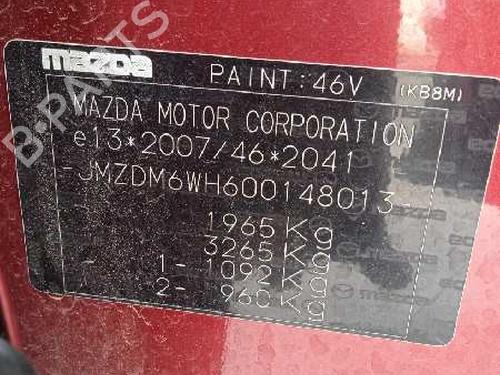 mazda PAINT:46V (KB8M)
MAZDA MOTOR CORPORATION
e13*2007/46*2041
-JMZDM6WH600148013-
1965 Kg
3265 Kg
1- 1092 Kg
2- 960 Kg
B-PARTS